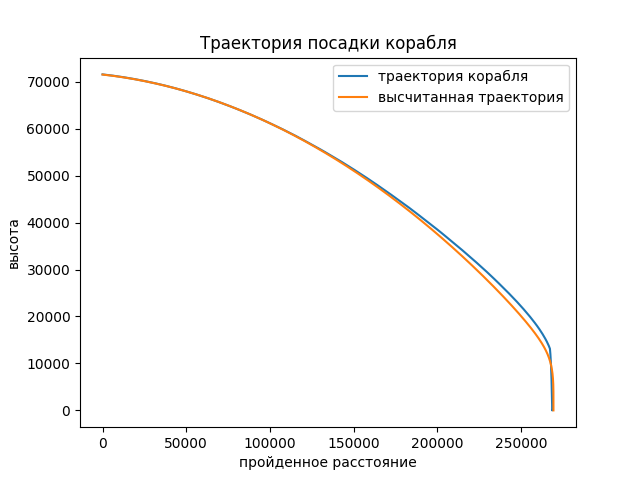 Траектория посадки корабля
траектория корабля
высчитанная траектория
высота
70000
60000
50000
40000
30000
20000
10000
0
0 50000 100000 150000 200000 250000
пройденное расстояние